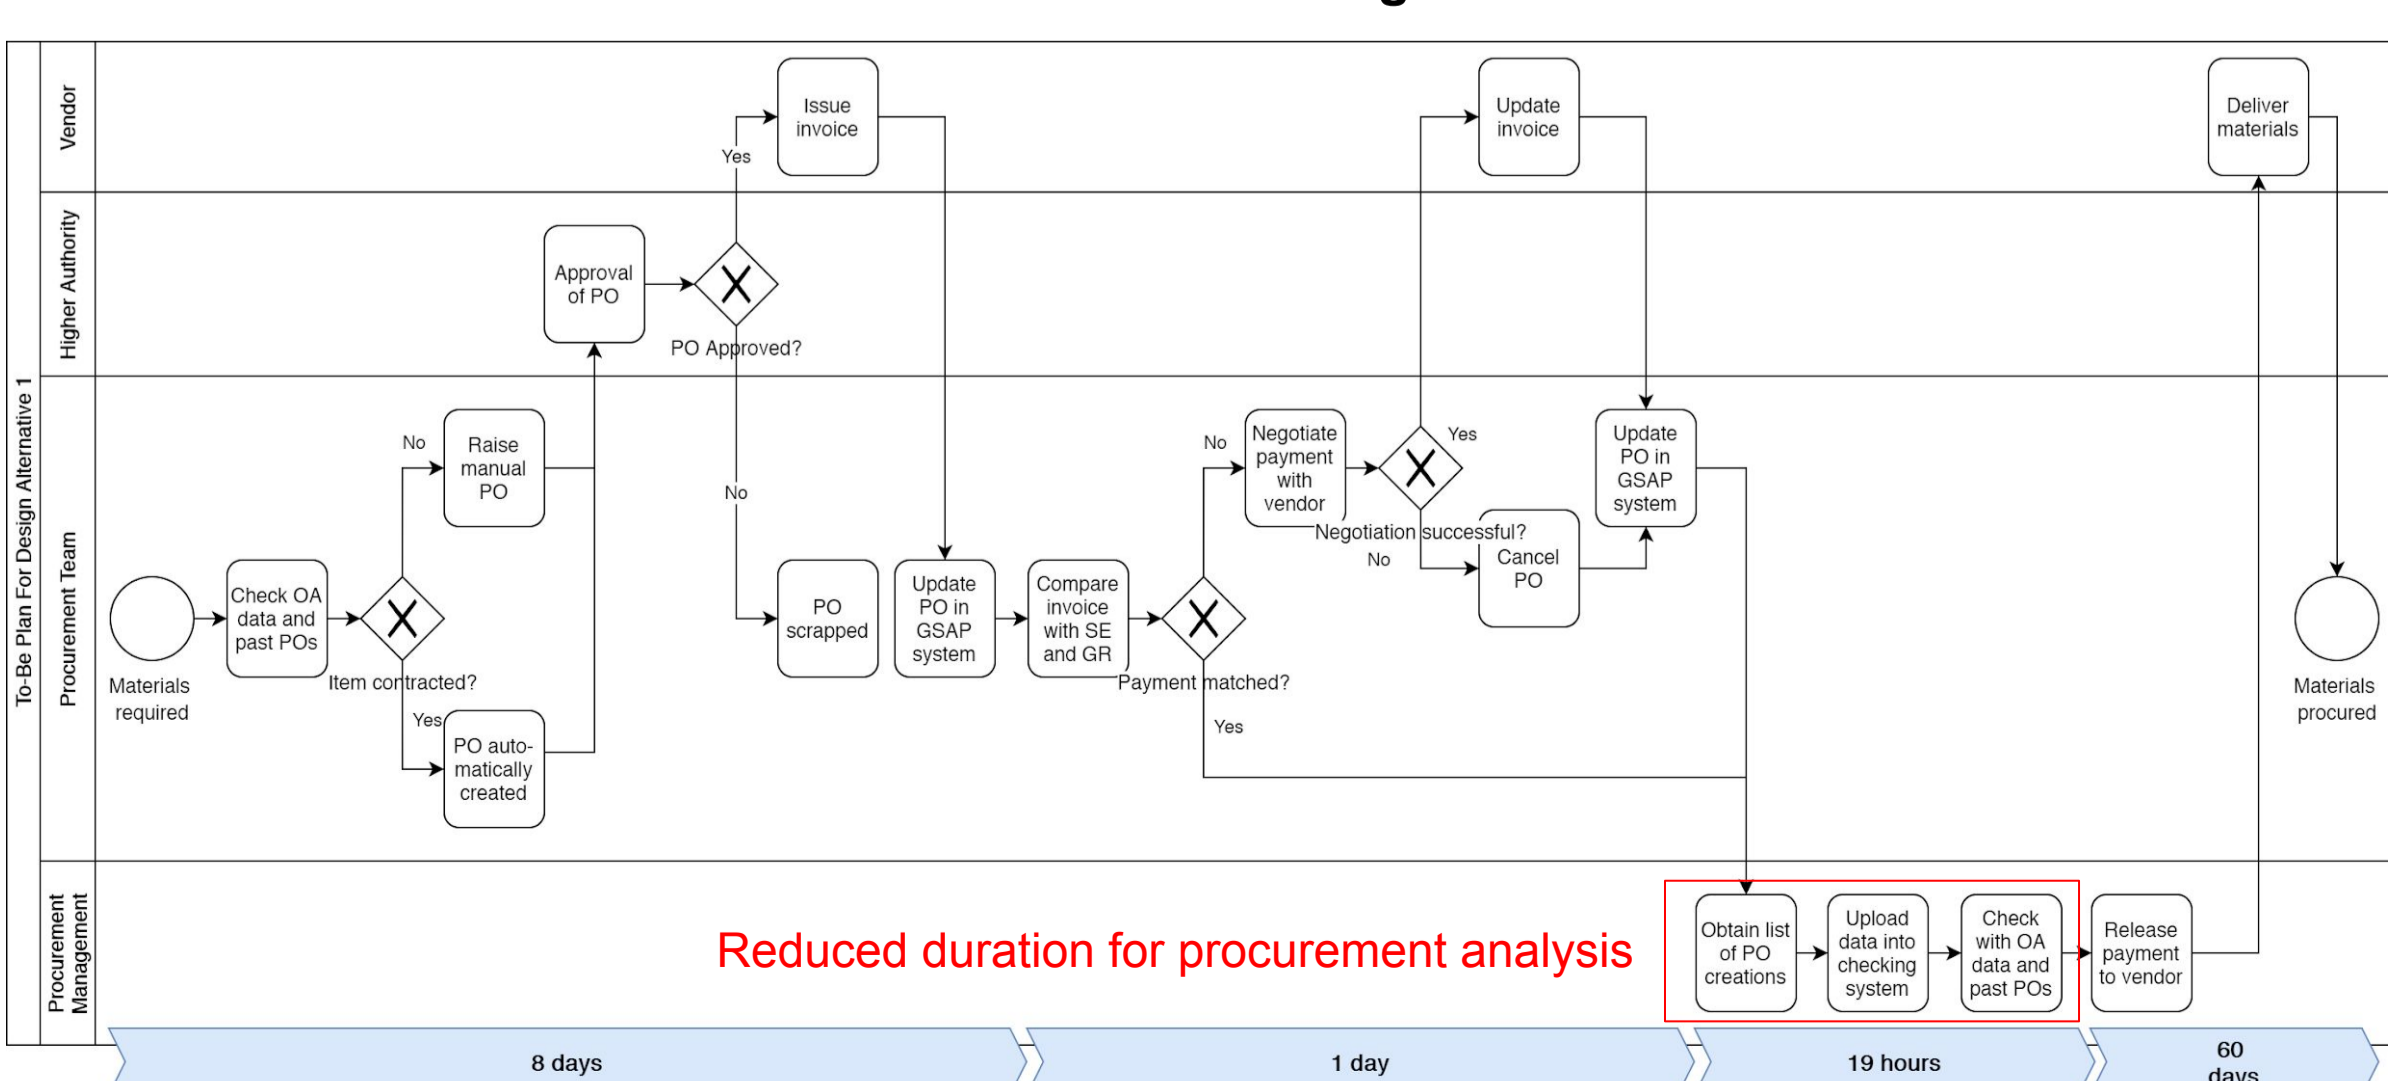 To-Be Plan For Design Alternative 1
Vendor
Issue
invoice
Update
invoice
Deliver
materials
Yes
Higher Authority
Approval
of PO
PO Approved?
No
Procurement Team
Materials
required
Check OA
data and
past POs
Item contracted?
No
Raise
manual
PO
Yes
PO auto-
matically
created
PO
scrapped
Update
PO in
GSAP
system
Compare
invoice
with SE
and GR
Payment matched?
No
Yes
Negotiate
payment
with
vendor
Negotiation successful?
Yes
No
Cancel
PO
Update
PO in
GSAP
system
Materials
procured
Procurement
Management
Reduced duration for procurement analysis
Obtain list
of PO
creations
Upload
data into
checking
system
Check
with OA
data and
past POs
Release
payment
to vendor
8 days
1 day
19 hours
60
days